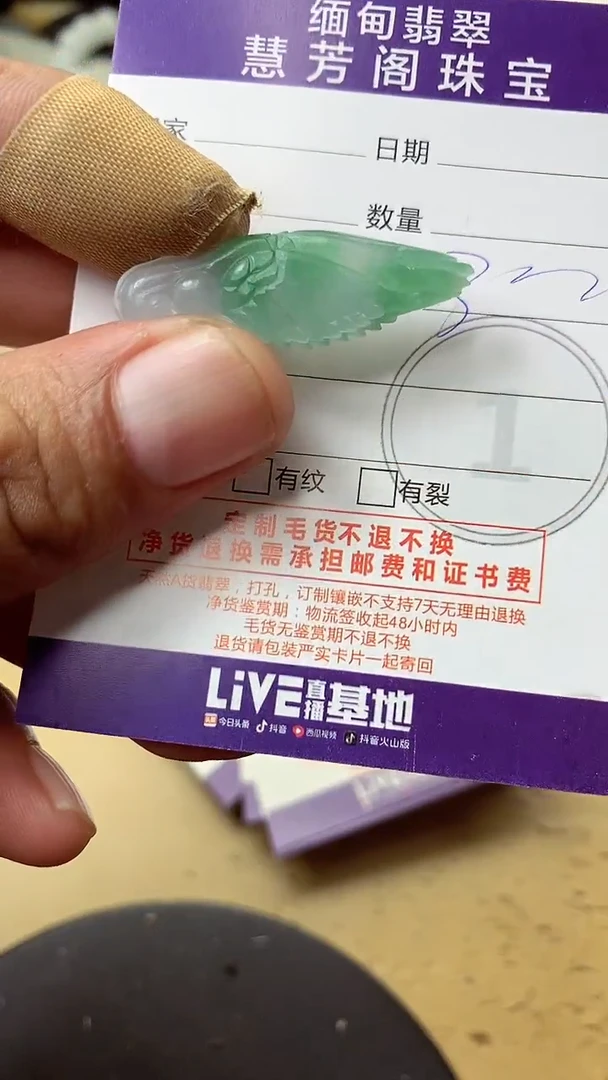 缅甸翡翠
慧芳阁珠宝
家
日期
数量
1
有纹
有裂
定制毛货不退不换
净货退换需承担邮费和证书费
天然A货翡翠，打孔，订制镶嵌不支持7天无理由退换
净货鉴赏期：物流签收起48小时内
毛货无鉴赏期不退不换
退货请包装严实卡片一起寄回
LiVE直播基地
头条 今日头条 抖音 西瓜视频 抖音火山版